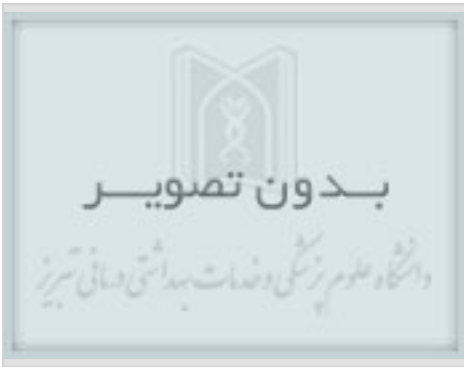 بدون تصویر
دانشگاه علوم پزشکی و خدمات بهداشتی درمانی تبریز